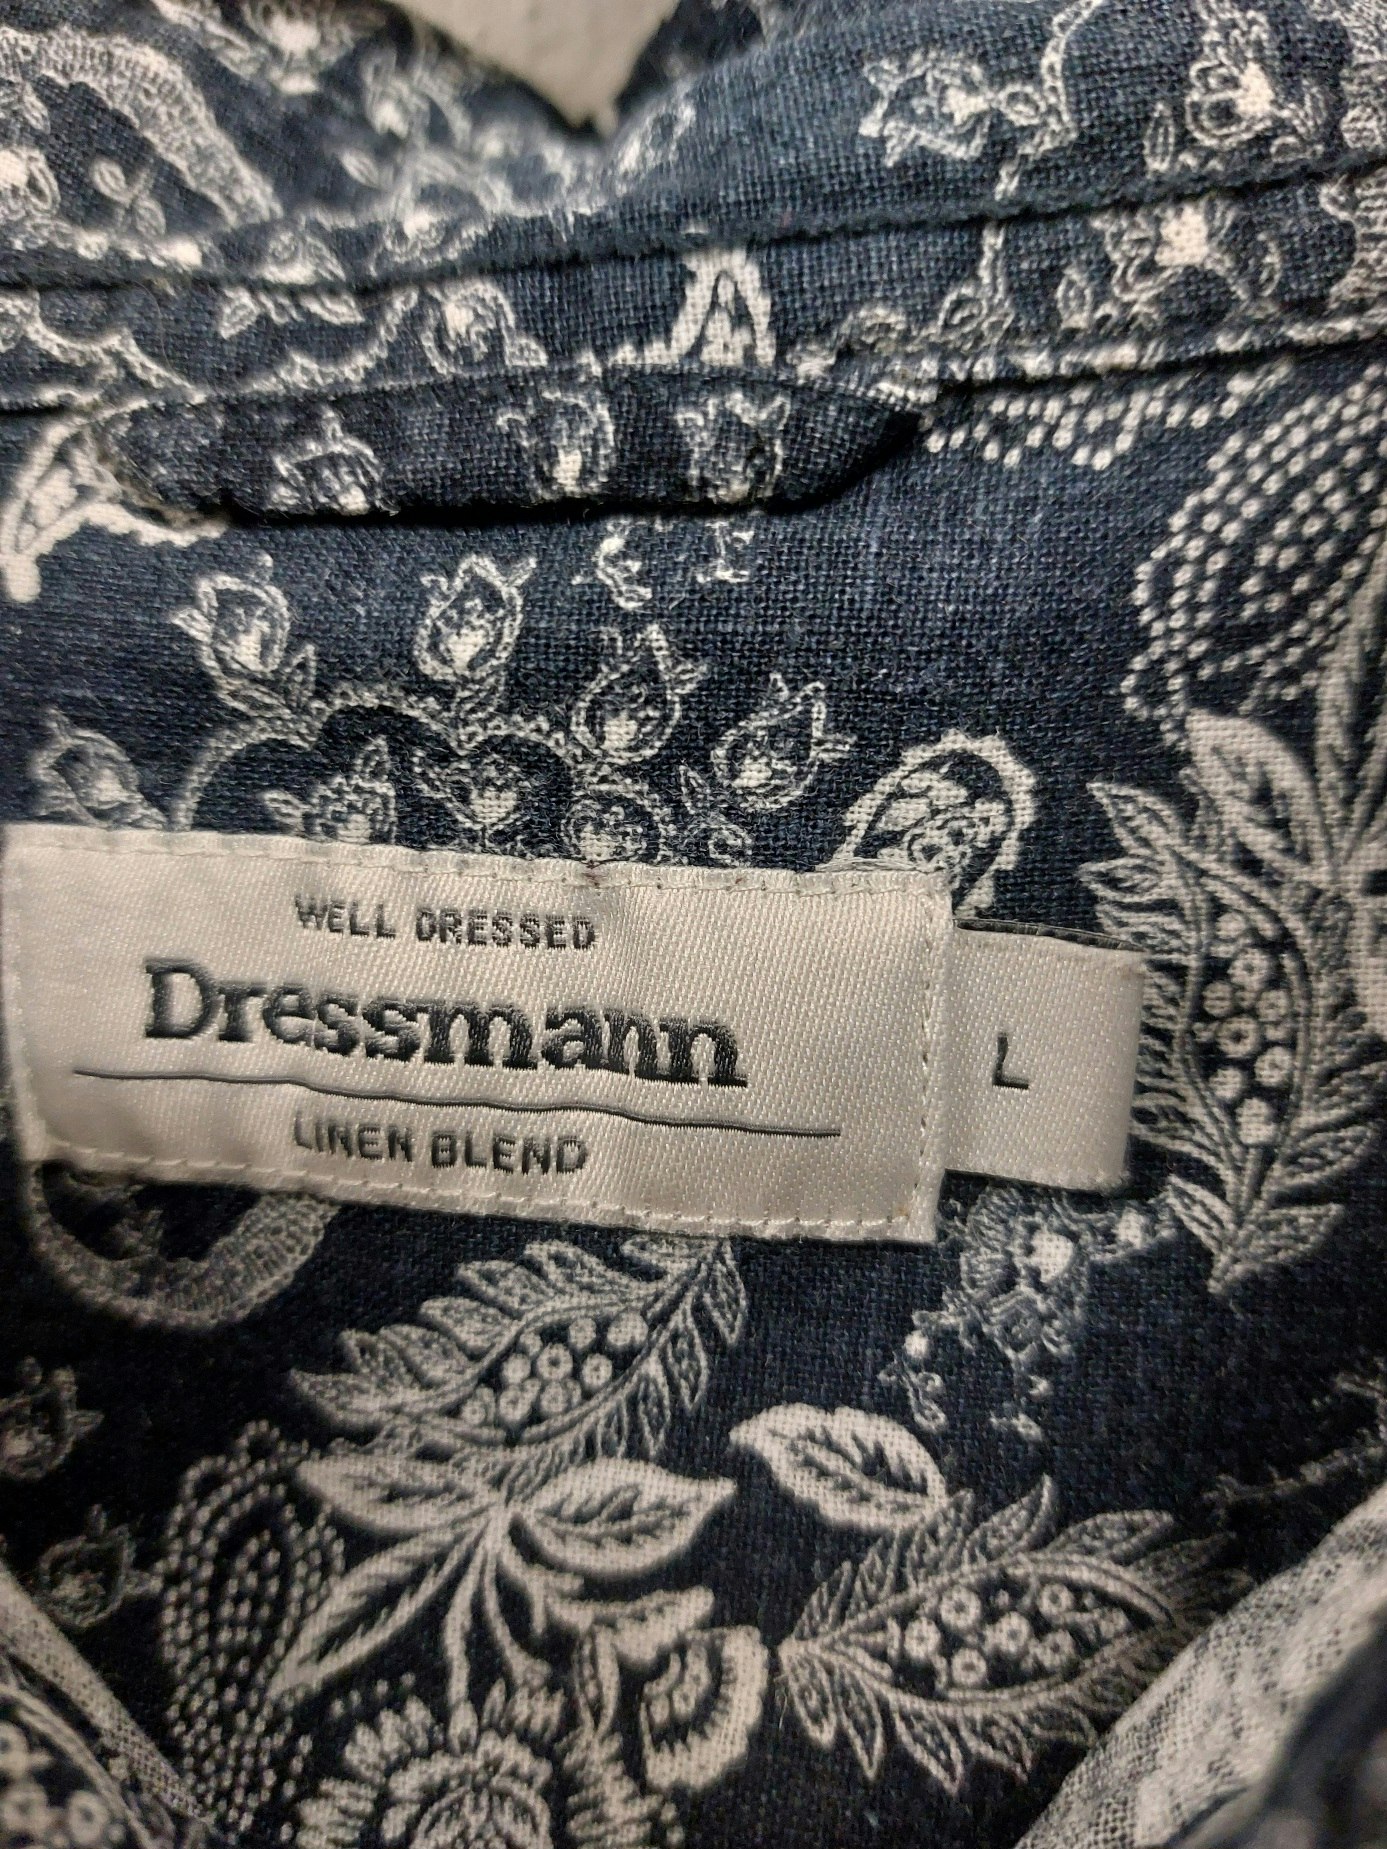 WELL DRESSED
Dressmann
LINEN BLEND
L